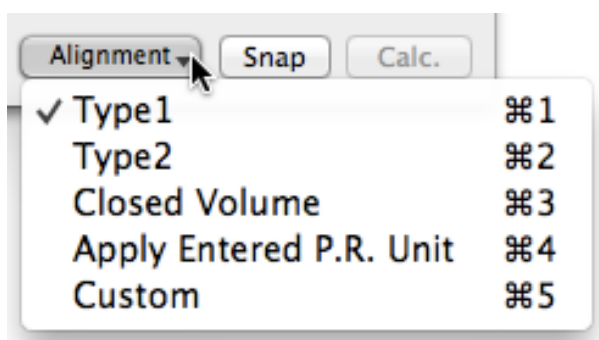 Alignment Snap Calc.
✓ Type1 ⌘1
Type2 ⌘2
Closed Volume ⌘3
Apply Entered P.R. Unit ⌘4
Custom ⌘5